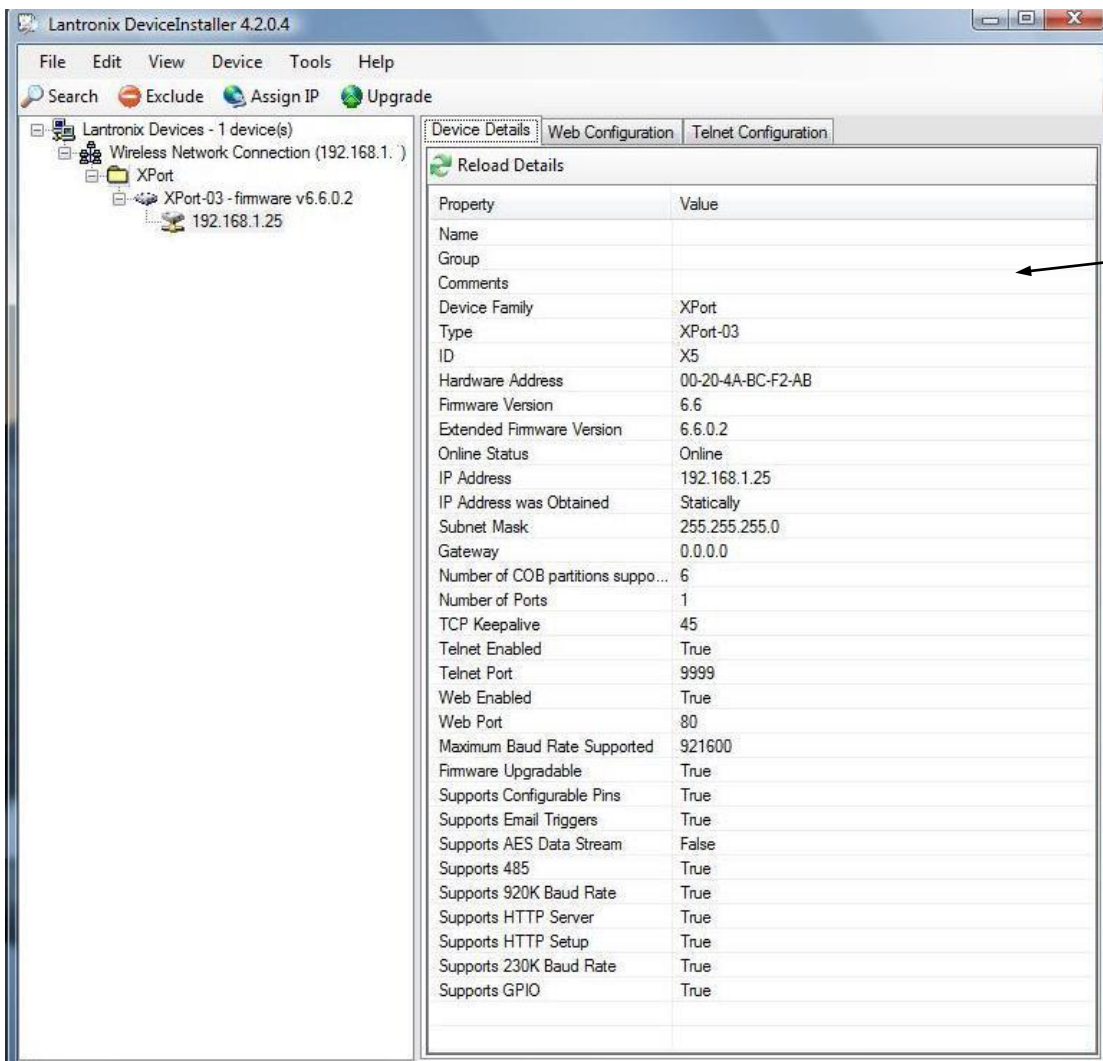 Lantronix DeviceInstaller 4.2.0.4
File Edit View Device Tools Help
Search Exclude Assign IP Upgrade
Lantronix Devices - 1 device(s)
Wireless Network Connection (192.168.1. )
XPort
XPort-03 - firmware v6.6.0.2
192.168.1.25
Device Details Web Configuration Telnet Configuration
Reload Details
Property Value
Name
Group
Comments
Device Family XPort
Type XPort-03
ID X5
Hardware Address 00-20-4A-BC-F2-AB
Firmware Version 6.6
Extended Firmware Version 6.6.0.2
Online Status Online
IP Address 192.168.1.25
IP Address was Obtained Statically
Subnet Mask 255.255.255.0
Gateway 0.0.0.0
Number of COB partitions suppo... 6
Number of Ports 1
TCP Keepalive 45
Telnet Enabled True
Telnet Port 9999
Web Enabled True
Web Port 80
Maximum Baud Rate Supported 921600
Firmware Upgradable True
Supports Configurable Pins True
Supports Email Triggers True
Supports AES Data Stream False
Supports 485 True
Supports 920K Baud Rate True
Supports HTTP Server True
Supports HTTP Setup True
Supports 230K Baud Rate True
Supports GPIO True